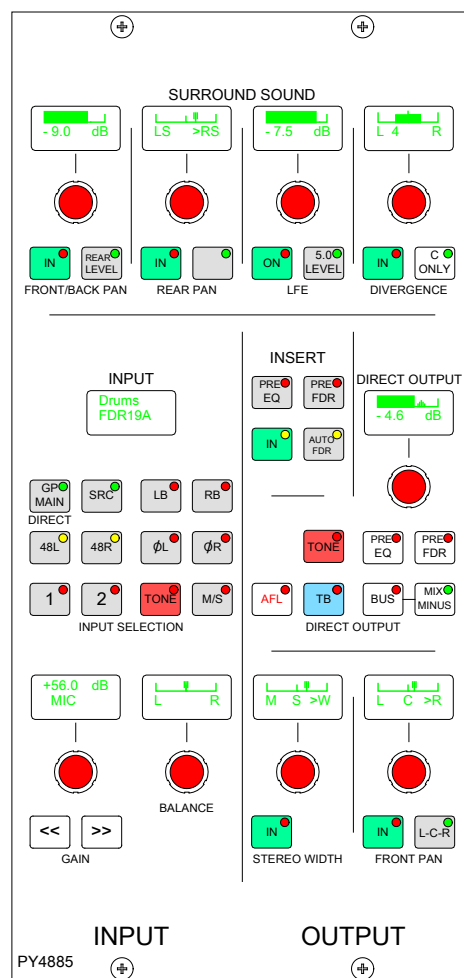 SURROUND SOUND
- 9.0 dB
LS >RS
- 7.5 dB
L 4 R
IN
REAR
LEVEL
IN
ON
5.0
LEVEL
IN
C
ONLY
FRONT/BACK PAN
REAR PAN
LFE
DIVERGENCE
INPUT
Drums
FDR19A
INSERT
PRE
EQ
PRE
FDR
IN
AUTO
FDR
DIRECT OUTPUT
- 4.6 dB
GP
MAIN
SRC
LB
RB
DIRECT
48L
48R
ØL
ØR
1
2
TONE
M/S
INPUT SELECTION
TONE
PRE
EQ
PRE
FDR
AFL
TB
BUS
MIX
MINUS
DIRECT OUTPUT
+56.0 dB
MIC
L R
M S >W
L C >R
BALANCE
<<
>>
GAIN
IN
STEREO WIDTH
IN
L-C-R
FRONT PAN
INPUT
OUTPUT
PY4885